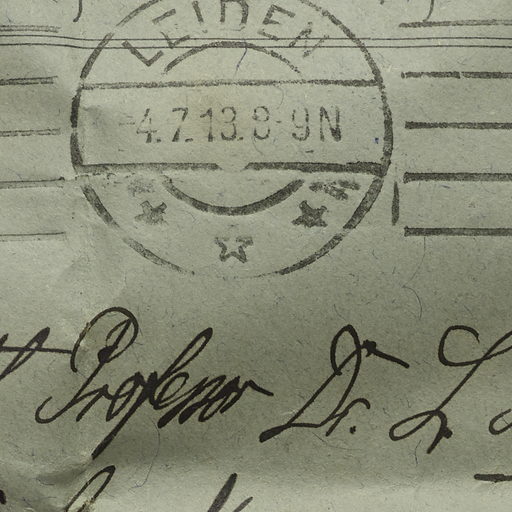 LEIDEN
4.7.13.8-9N
Professor Dr. L.